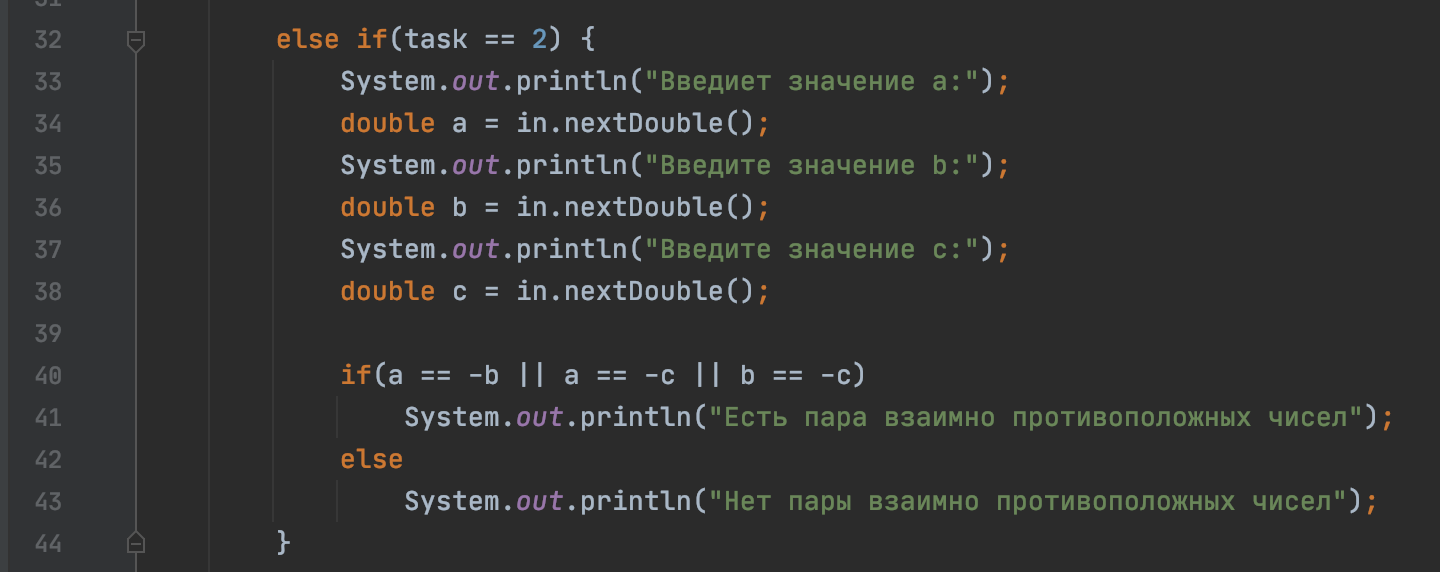 31
32 else if(task == 2) {
33 System.out.println("Введиет значение a:");
34 double a = in.nextDouble();
35 System.out.println("Введите значение b:");
36 double b = in.nextDouble();
37 System.out.println("Введите значение c:");
38 double c = in.nextDouble();
39
40 if(a == -b || a == -c || b == -c)
41 System.out.println("Есть пара взаимно противоположных чисел");
42 else
43 System.out.println("Нет пары взаимно противоположных чисел");
44 }